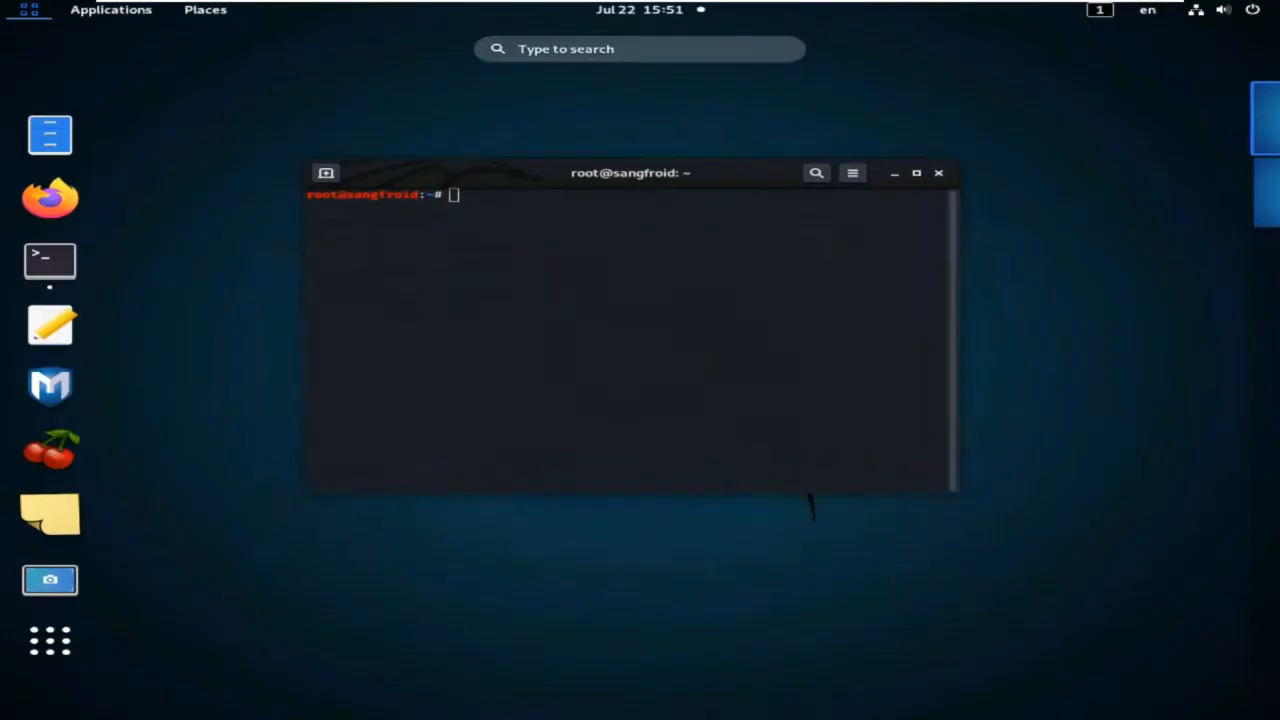 Applications Places Jul 22 15:51 1 en
Type to search
root@sangfroid: ~
root@sangfroid:~#
>_